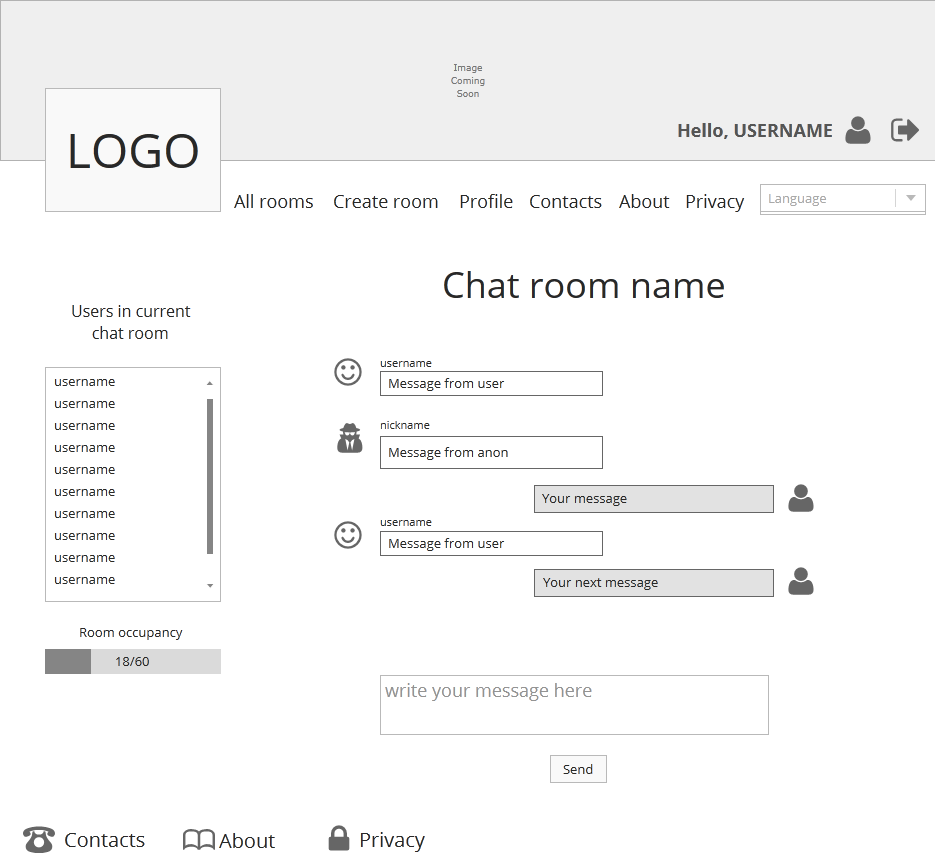 Image
Coming
Soon
Hello, USERNAME
LOGO
All rooms Create room Profile Contacts About Privacy Language
Chat room name
Users in current
chat room
username
username
username
username
username
username
username
username
username
username
Room occupancy
18/60
username
Message from user
nickname
Message from anon
Your message
username
Message from user
Your next message
write your message here
Send
Contacts About Privacy